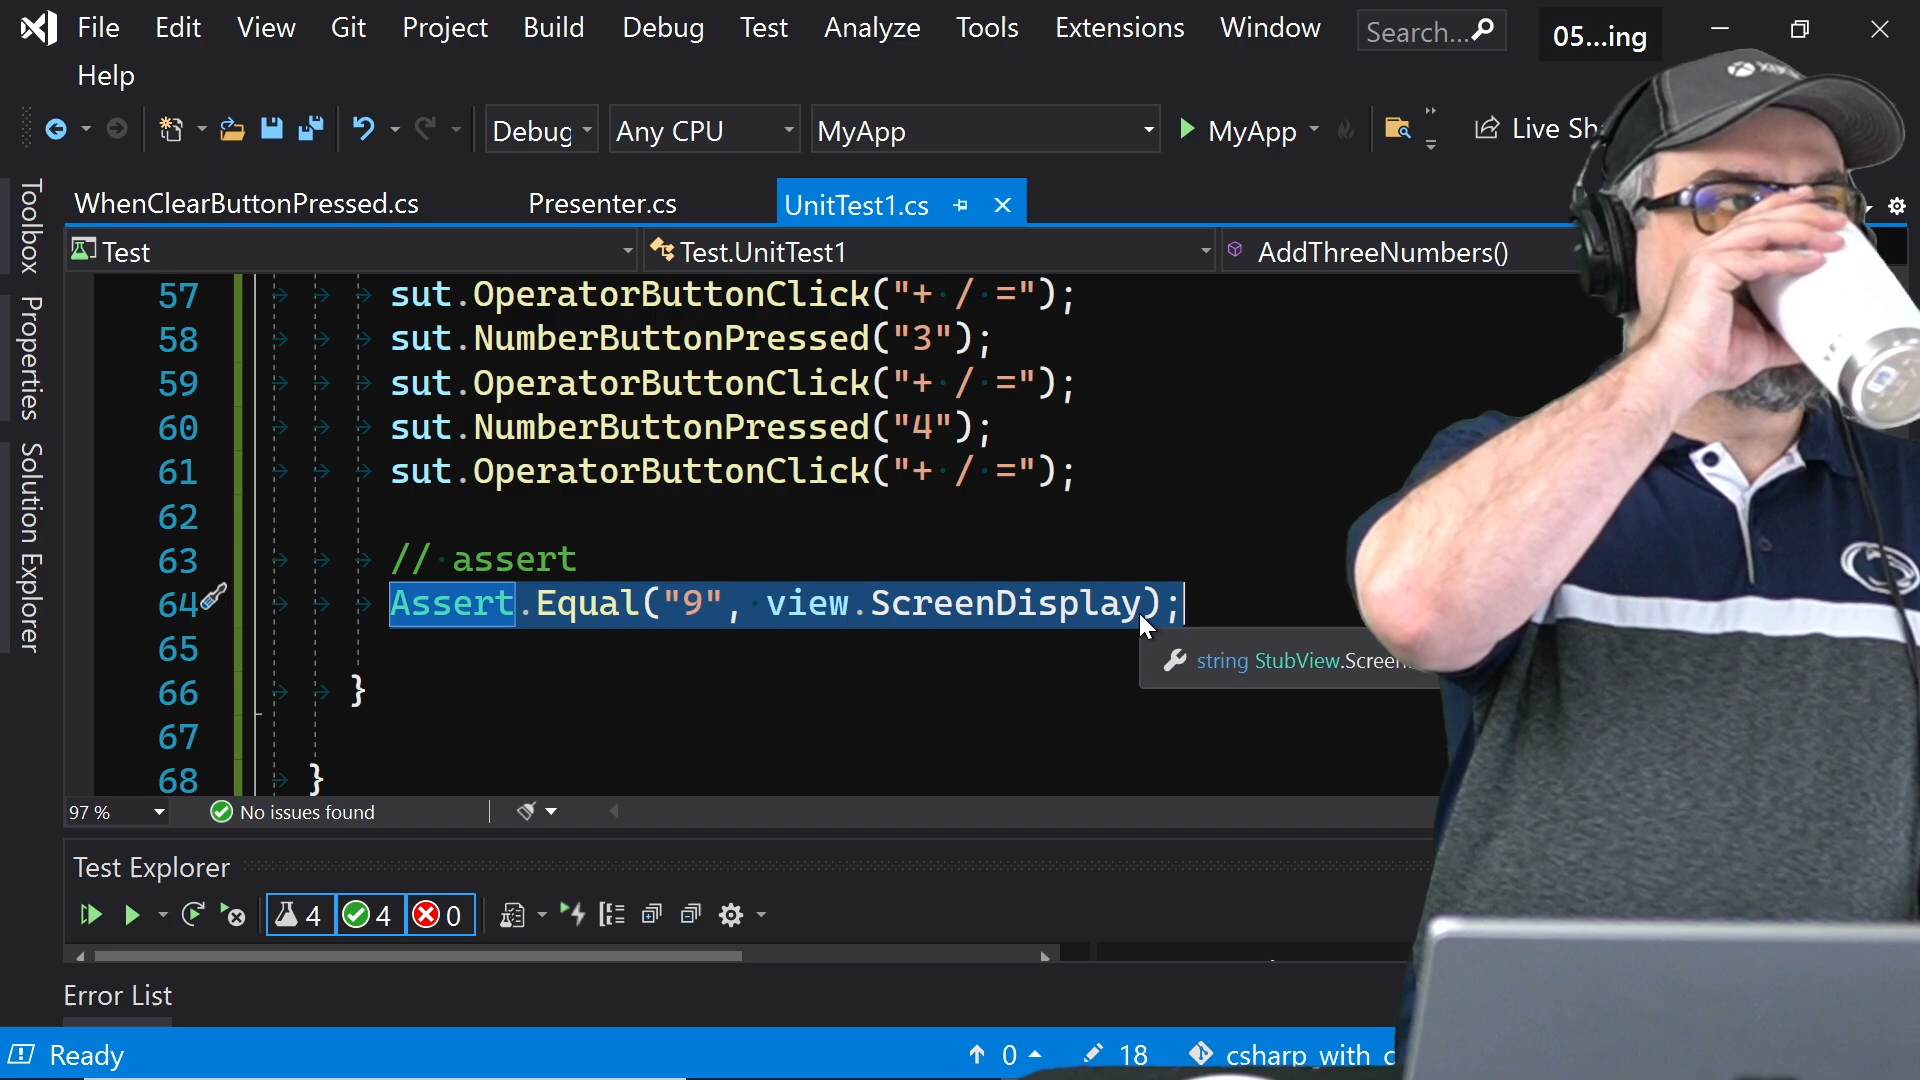 File Edit View Git Project Build Debug Test Analyze Tools Extensions Window Search... 05...ing
Help
Debug Any CPU MyApp MyApp Live Sh
WhenClearButtonPressed.cs Presenter.cs UnitTest1.cs
Test Test.UnitTest1 AddThreeNumbers()
57 sut.OperatorButtonClick("+ / =");
58 sut.NumberButtonPressed("3");
59 sut.OperatorButtonClick("+ / =");
60 sut.NumberButtonPressed("4");
61 sut.OperatorButtonClick("+ / =");
62
63 // assert
64 Assert.Equal("9", view.ScreenDisplay);
65
string StubView.Screen
66 }
67
68 }
Toolbox
Properties
Solution Explorer
97 % No issues found
Test Explorer
4 4 0
Error List
Ready 0 18 csharp_with_c